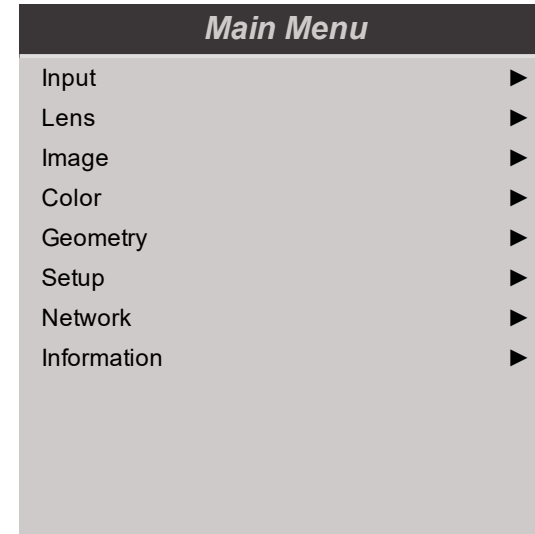 Main Menu
Input ►
Lens ►
Image ►
Color ►
Geometry ►
Setup ►
Network ►
Information ►